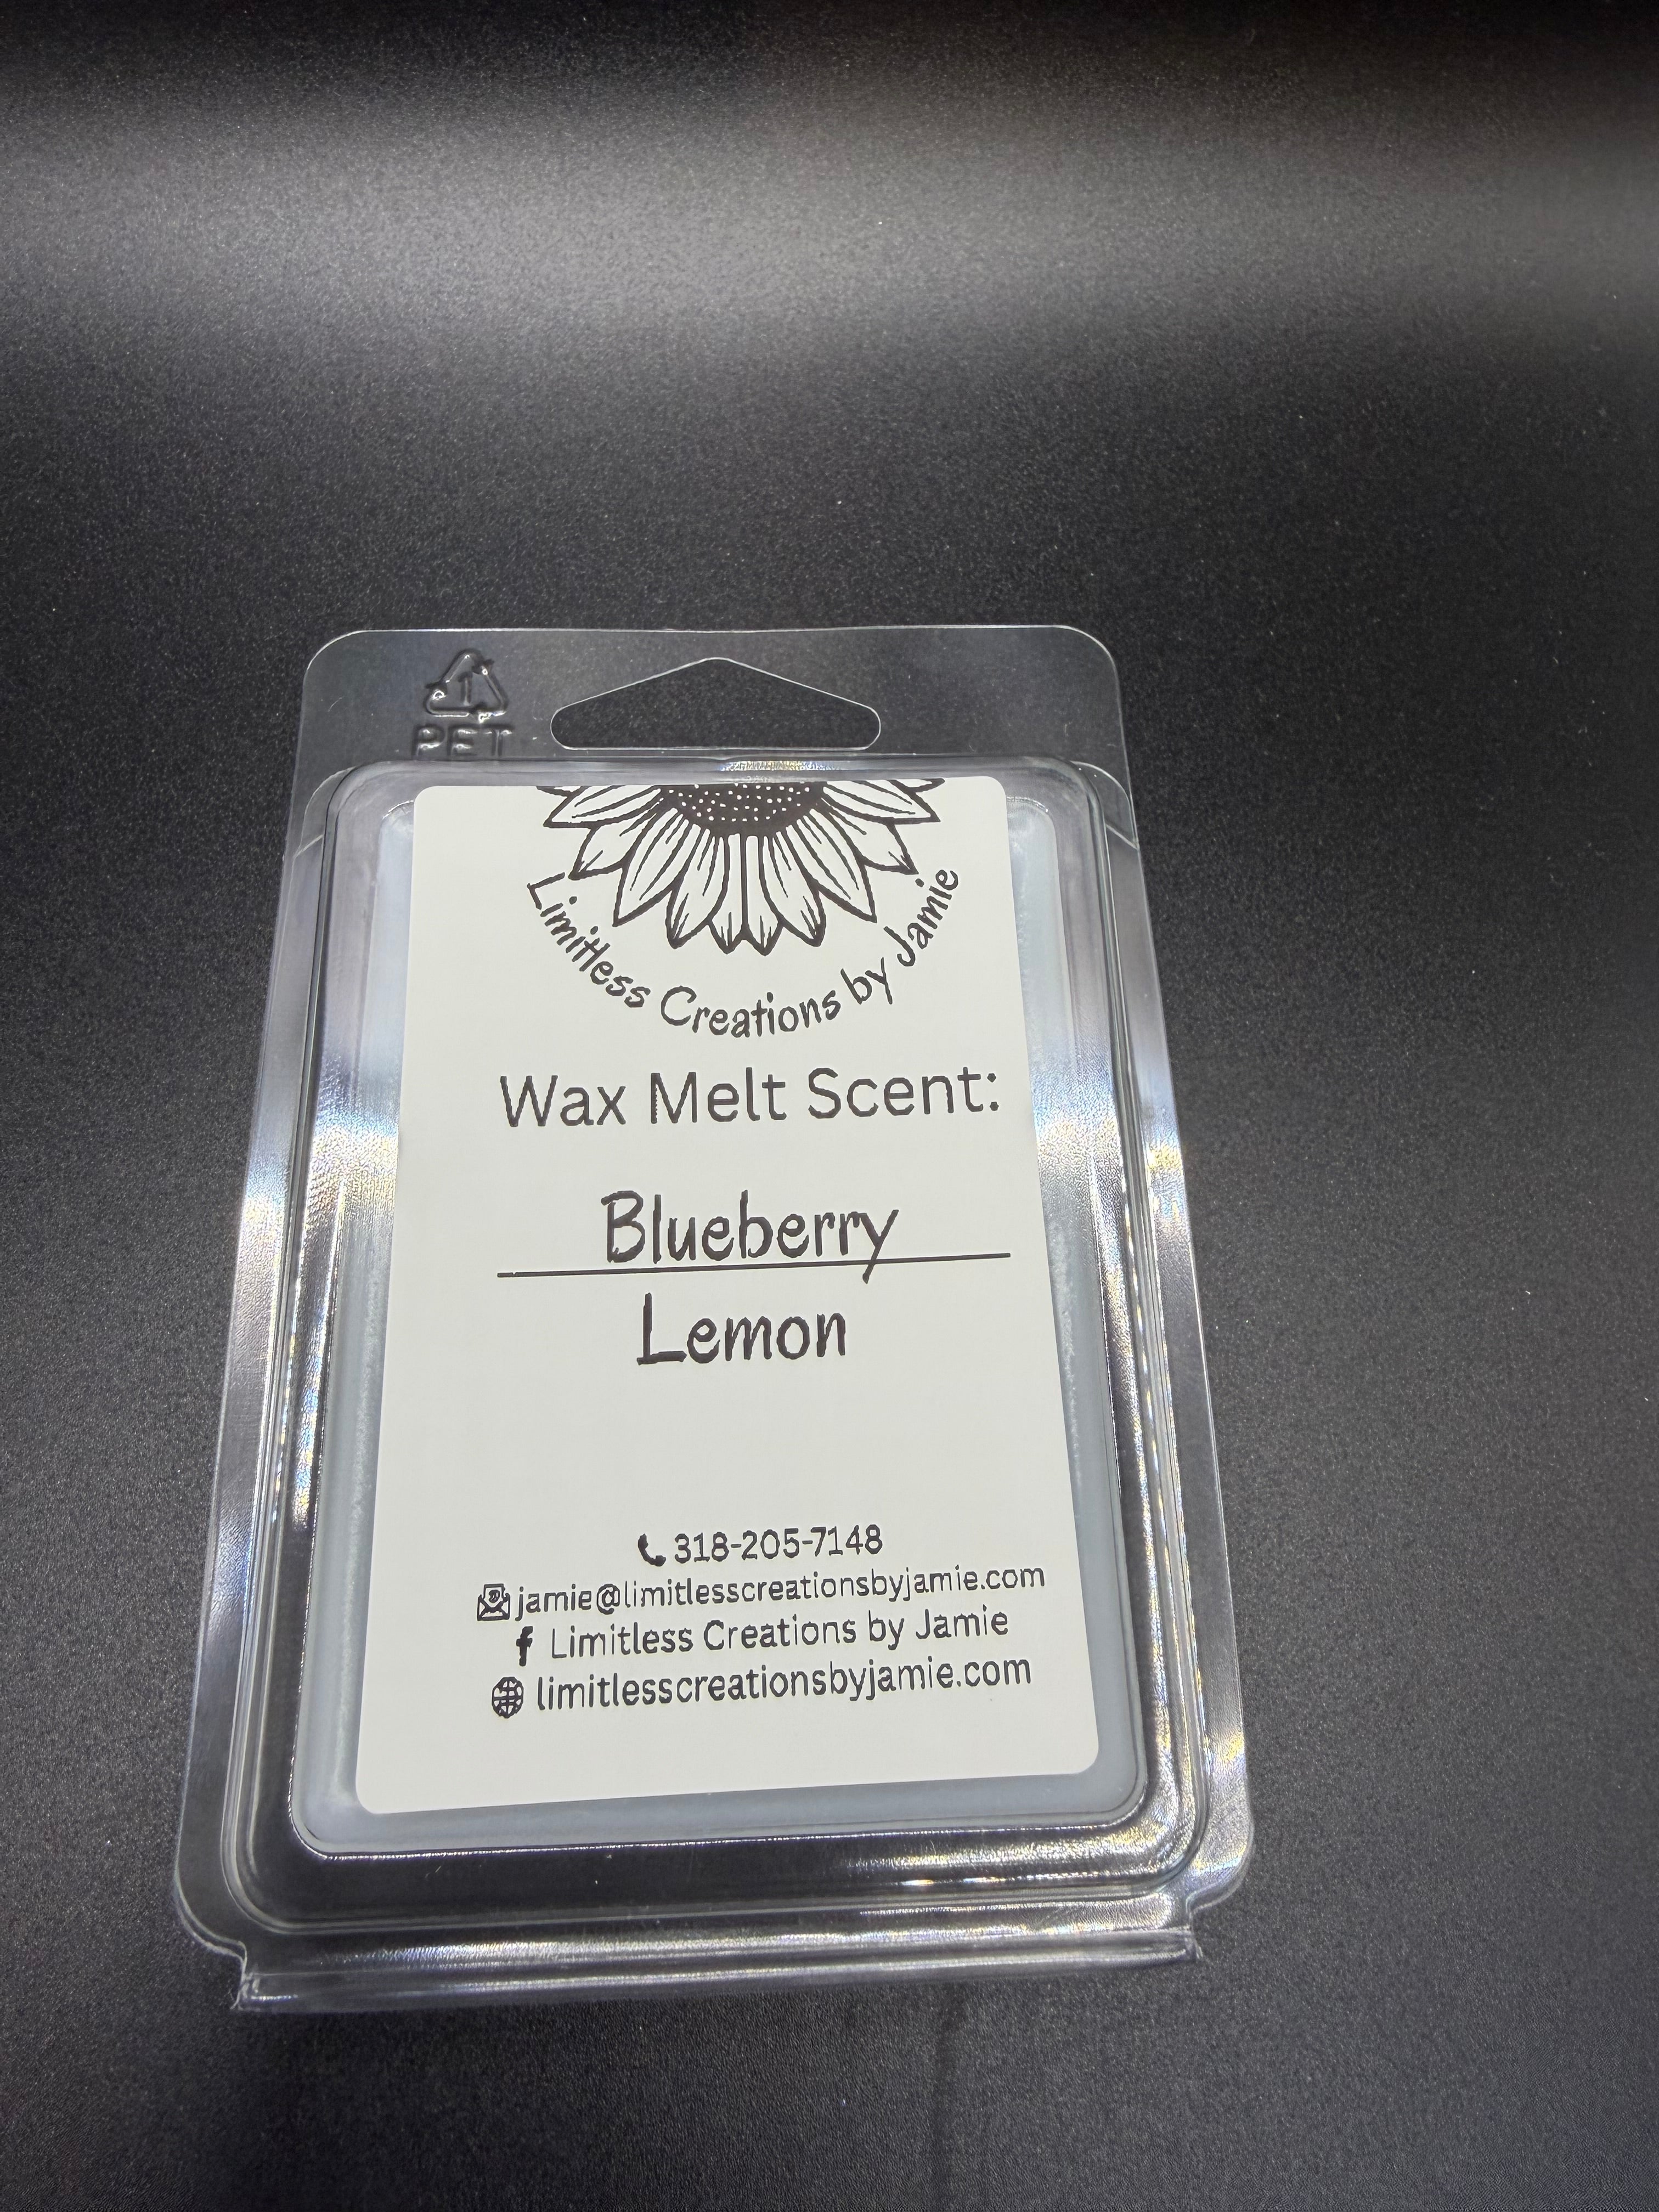 1
PET
Limitless Creations by Jamie
Wax Melt Scent:
Blueberry
Lemon
318-205-7148
jamie@limitlesscreationsbyjamie.com
f Limitless Creations by Jamie
limitlesscreationsbyjamie.com